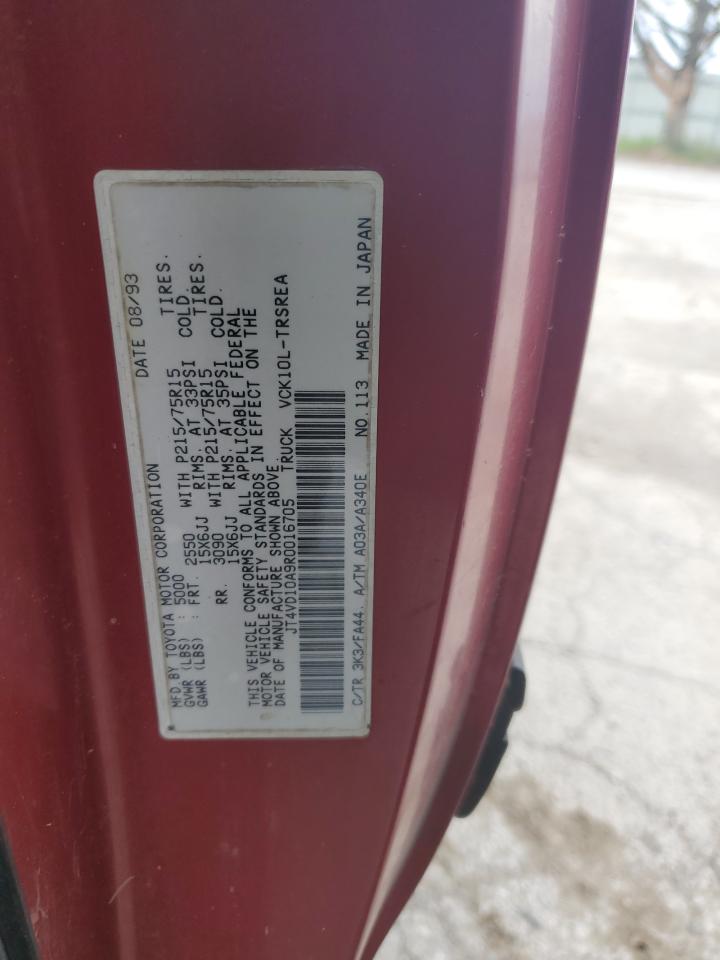 MFD. BY TOYOTA MOTOR CORPORATION DATE 08/93
GVWR (LBS) : 5000
GAWR (LBS) : FRT. 2550 WITH P215/75R15 TIRES.
15X6JJ RIMS. AT 33PSI COLD.
RR. 3090 WITH P215/75R15 TIRES.
15X6JJ RIMS. AT 35PSI COLD.
THIS VEHICLE CONFORMS TO ALL APPLICABLE FEDERAL
MOTOR VEHICLE SAFETY STANDARDS IN EFFECT ON THE
DATE OF MANUFACTURE SHOWN ABOVE.
JT4VD10A9R0016705 TRUCK VCK10L-TRSREA
C/TR 3K3/FA44. A/TM A03A/A340E NO.113 MADE IN JAPAN